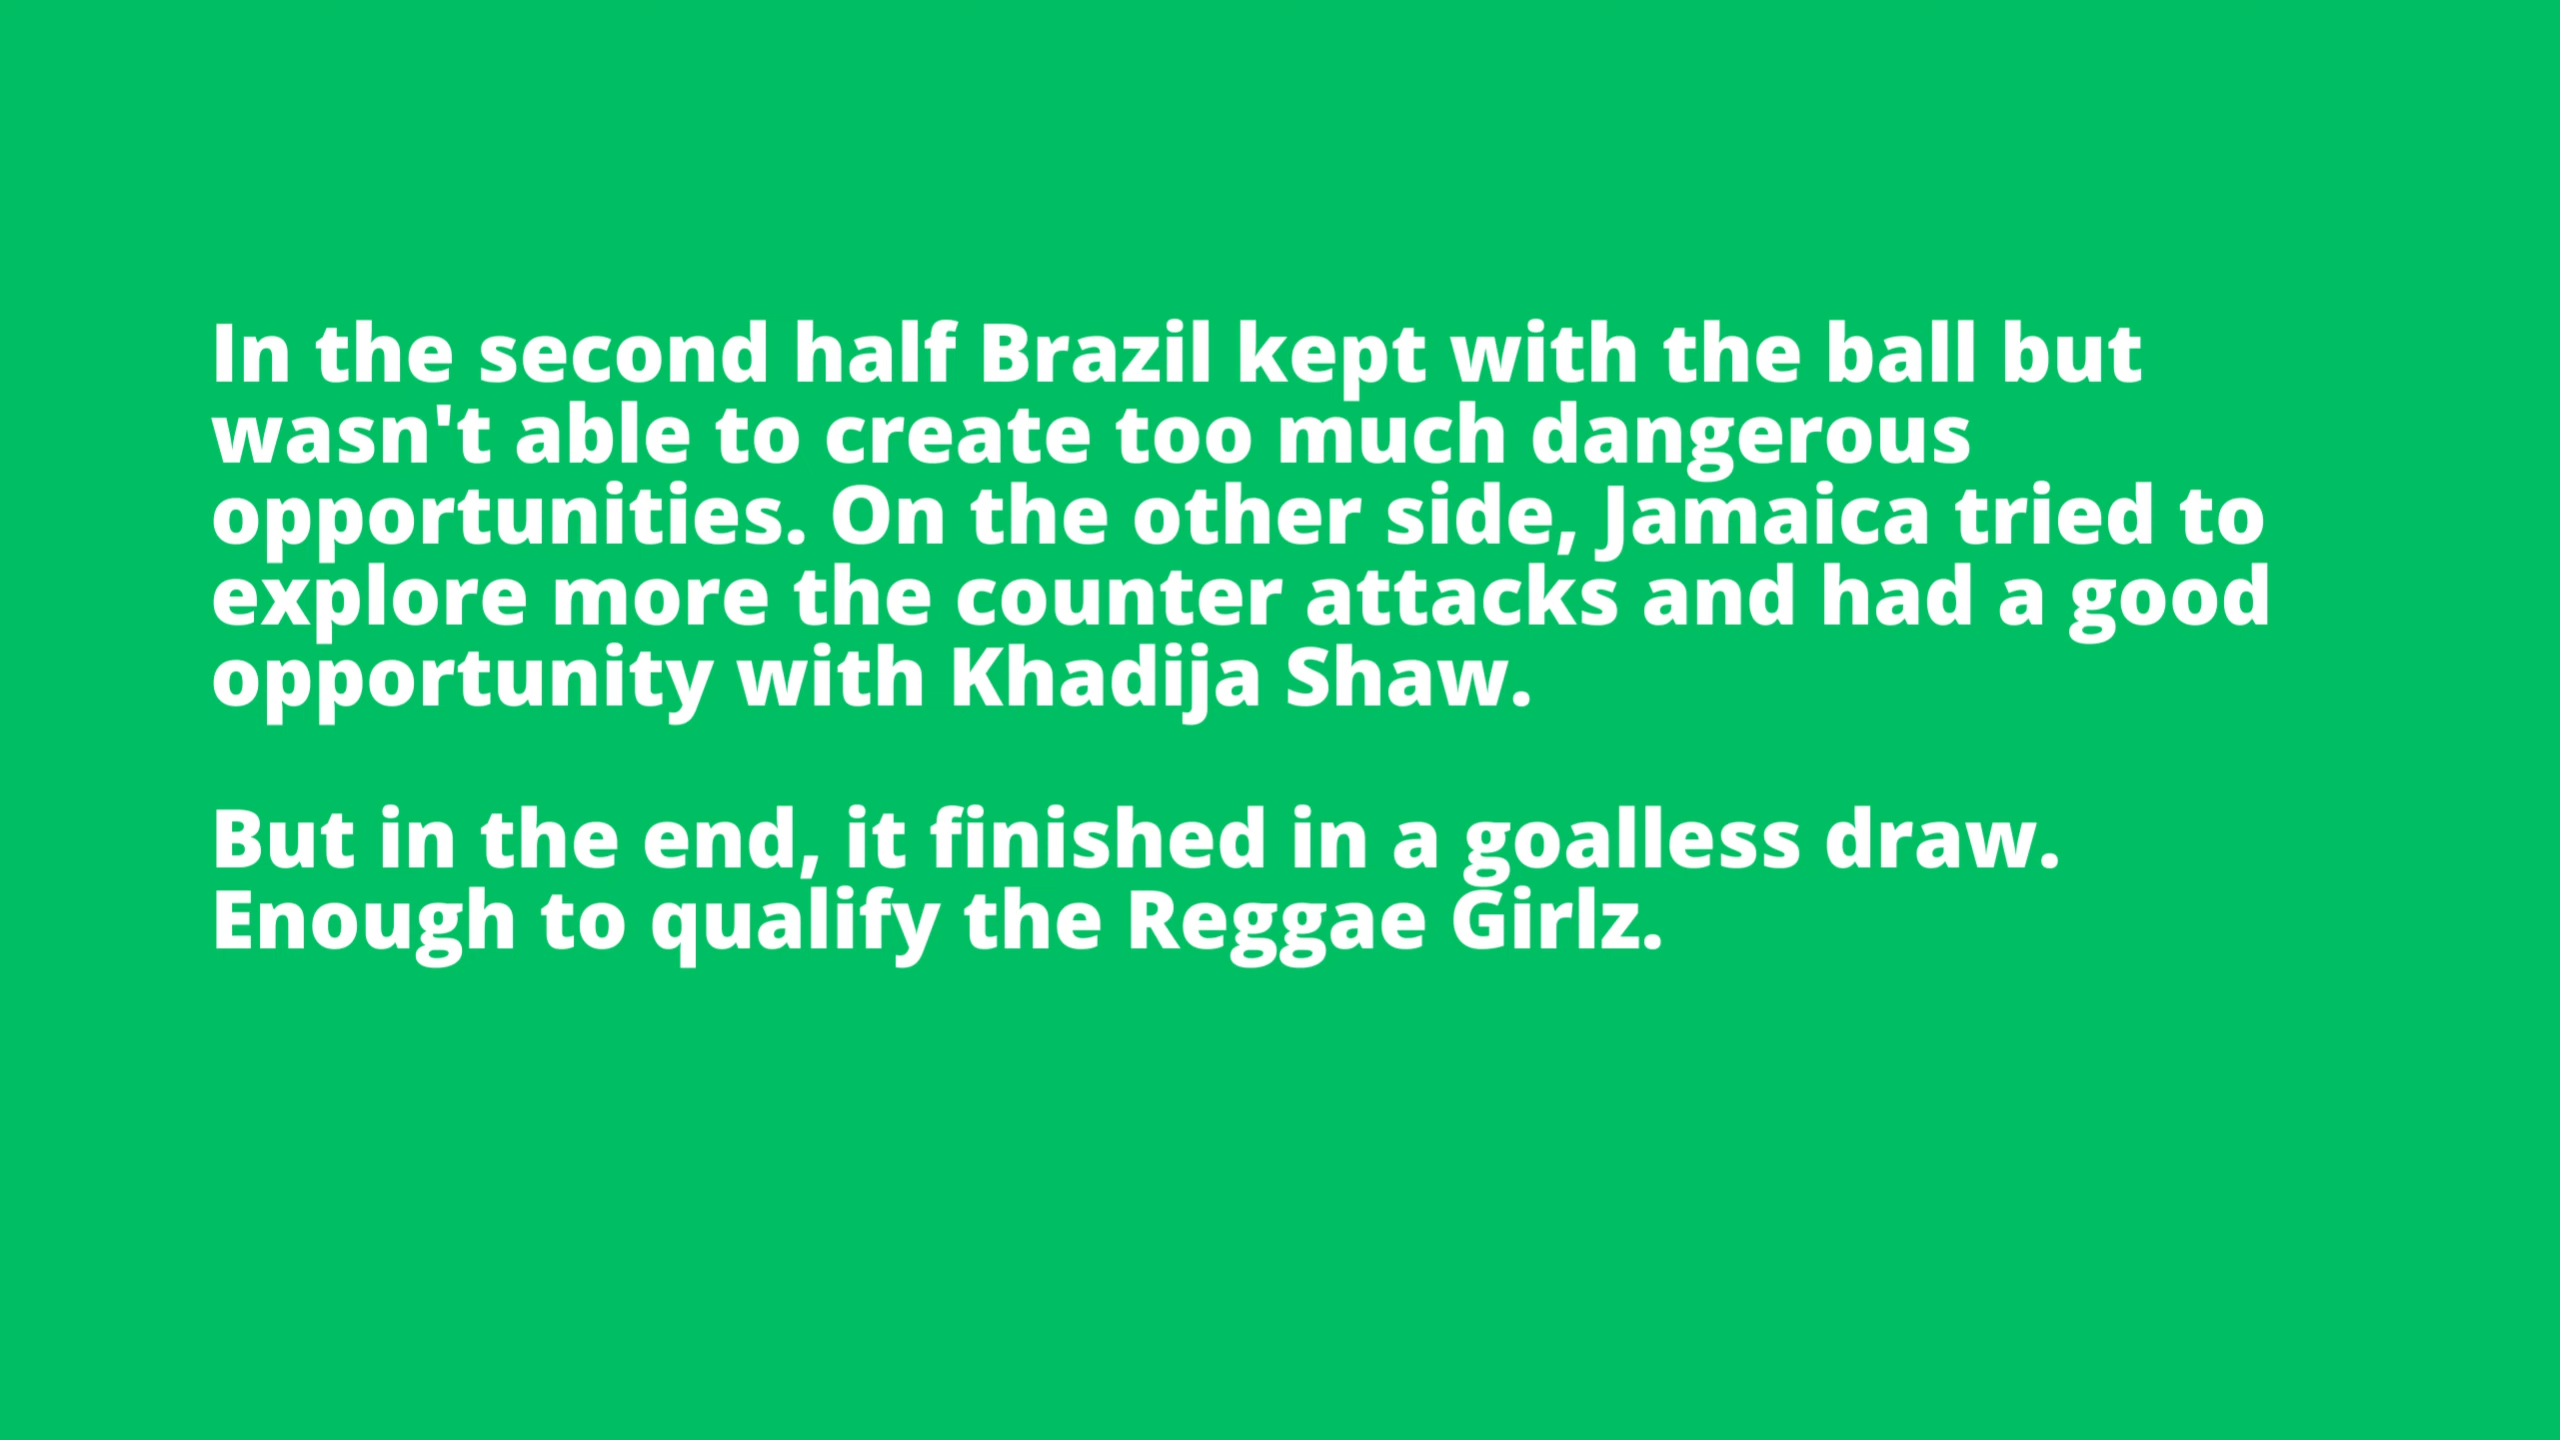 In the second half Brazil kept with the ball but
wasn't able to create too much dangerous
opportunities. On the other side, Jamaica tried to
explore more the counter attacks and had a good
opportunity with Khadija Shaw.
But in the end, it finished in a goalless draw.
Enough to qualify the Reggae Girlz.